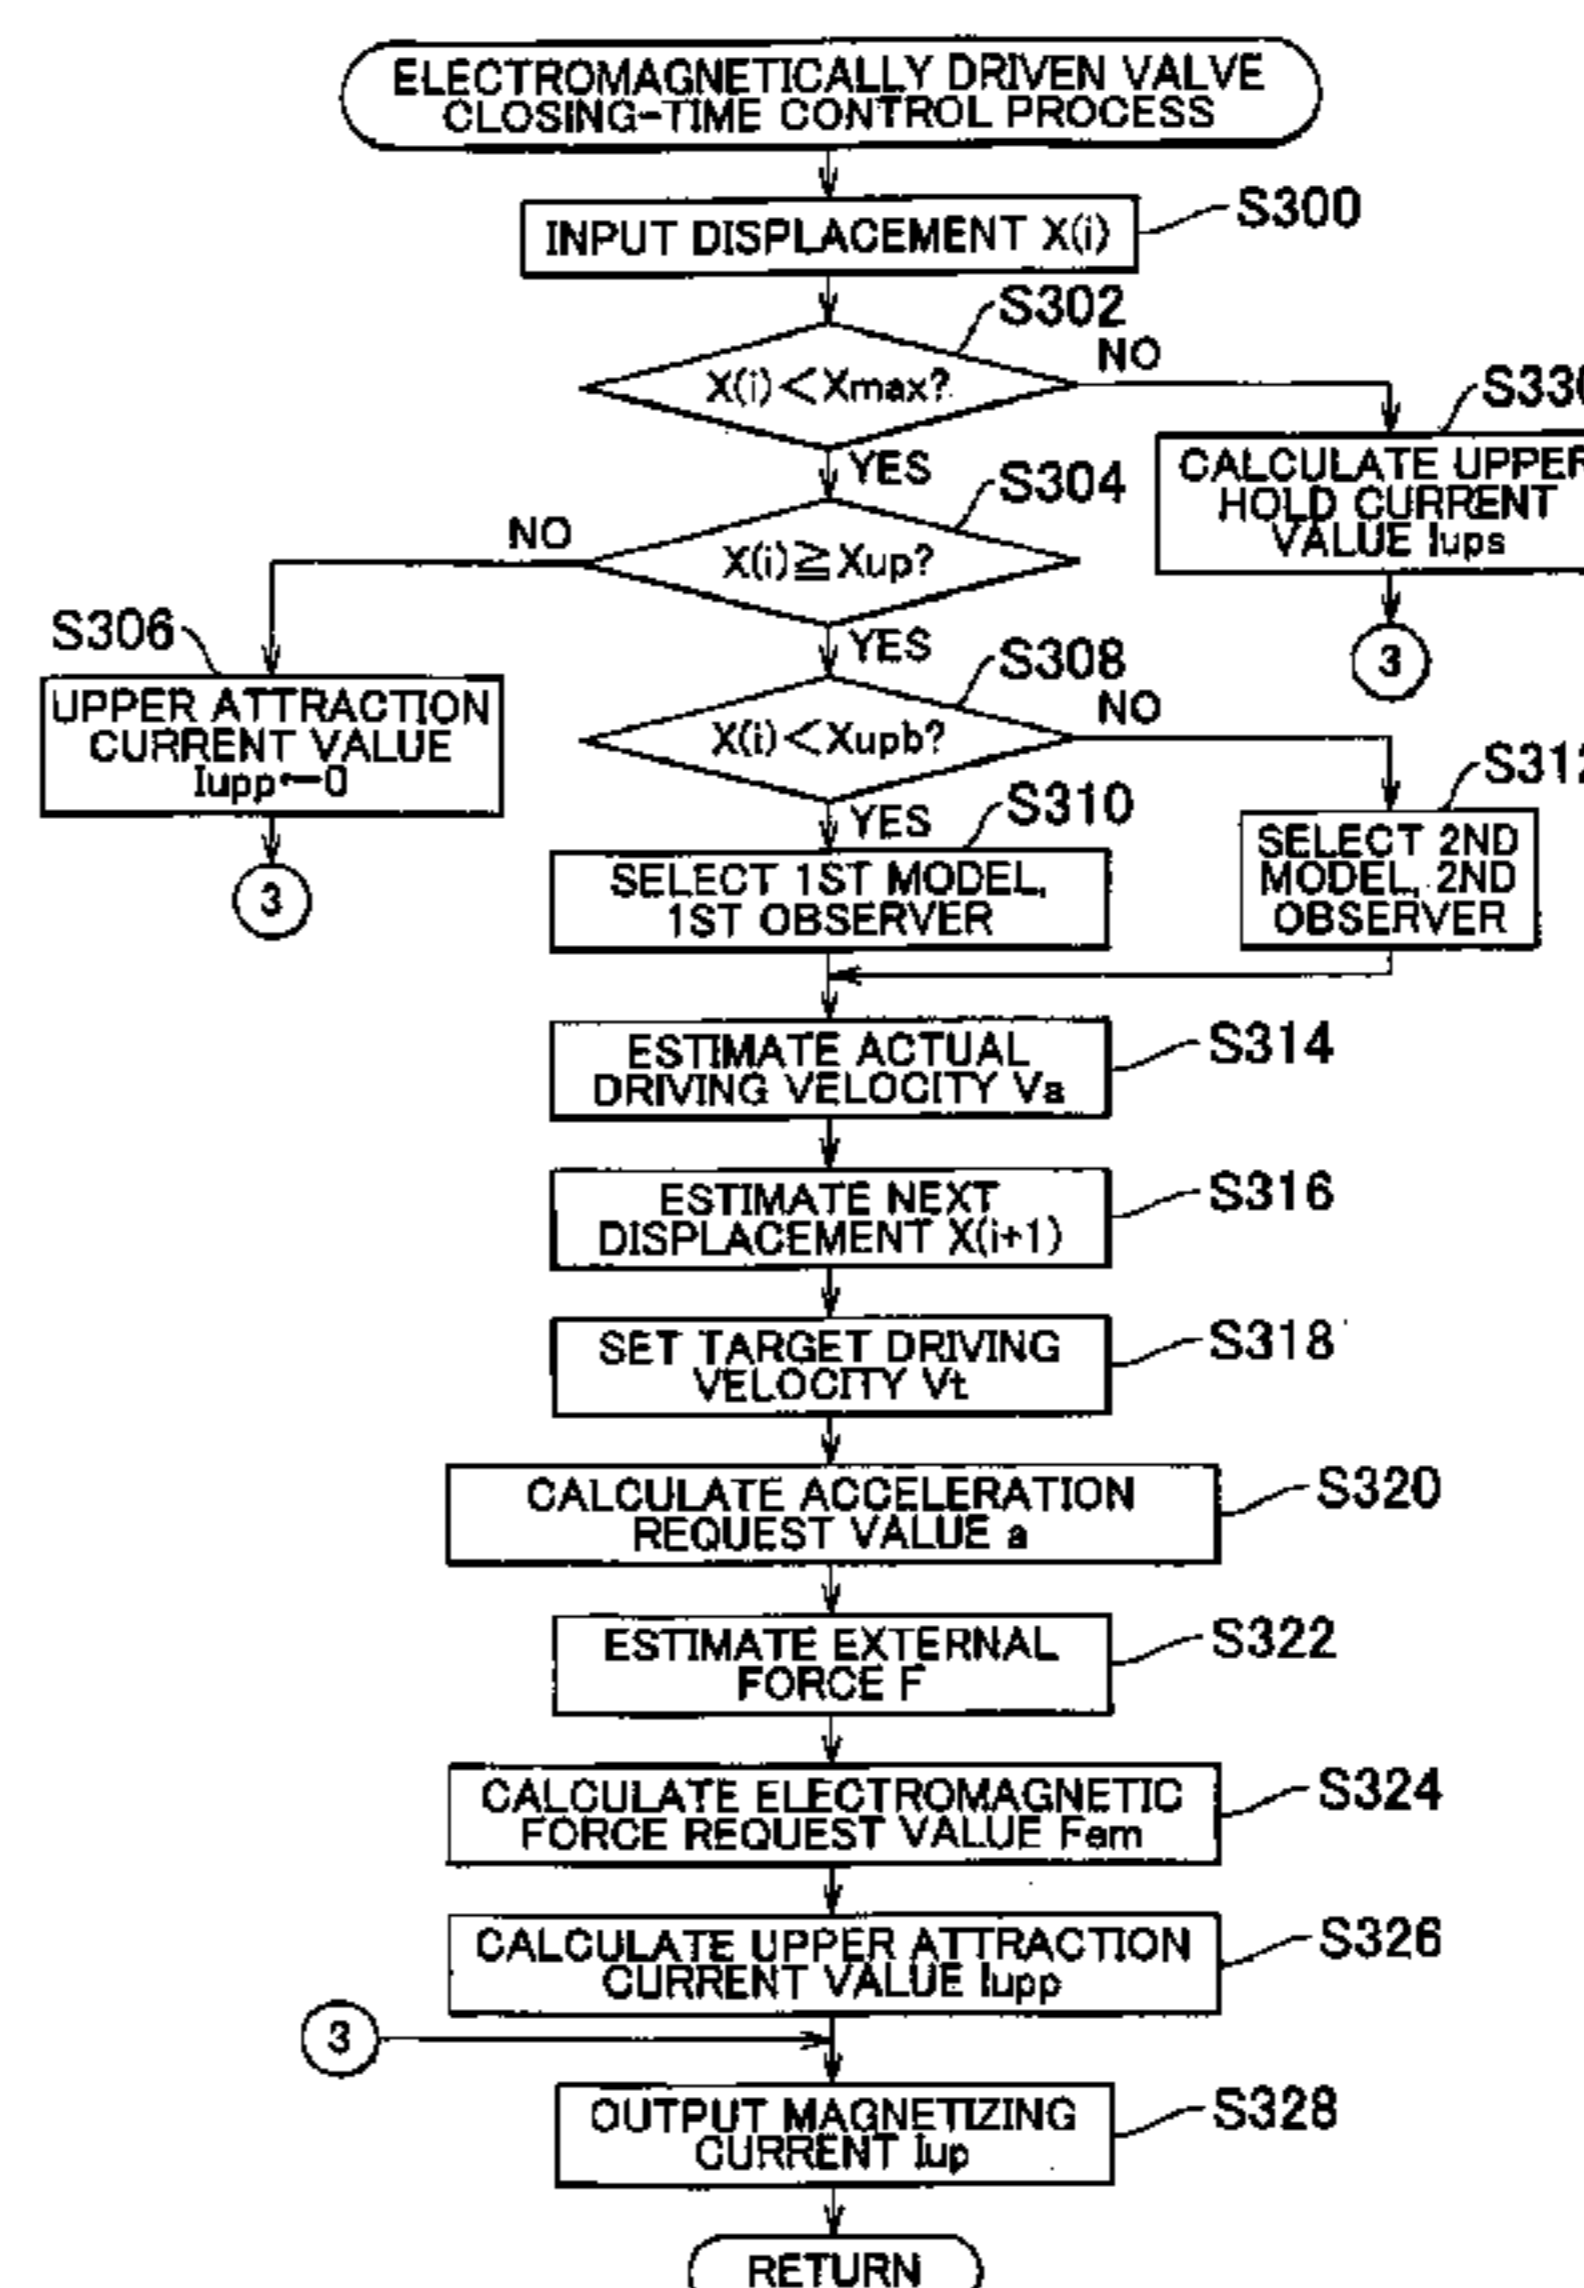 ELECTROMAGNETICALLY DRIVEN VALVE
CLOSING-TIME CONTROL PROCESS
INPUT DISPLACEMENT X(i)
S300
S302
X(i)<Xmax?
NO
YES
S330
CALCULATE UPPER
HOLD CURRENT
VALUE Iups
3
S304
X(i)≧Xup?
NO
YES
S306
UPPER ATTRACTION
CURRENT VALUE
Iupp←0
3
S308
X(i)<Xupb?
NO
YES
S310
SELECT 1ST MODEL,
1ST OBSERVER
S312
SELECT 2ND
MODEL, 2ND
OBSERVER
ESTIMATE ACTUAL
DRIVING VELOCITY Va
S314
ESTIMATE NEXT
DISPLACEMENT X(i+1)
S316
SET TARGET DRIVING
VELOCITY Vt
S318
CALCULATE ACCELERATION
REQUEST VALUE a
S320
ESTIMATE EXTERNAL
FORCE F
S322
CALCULATE ELECTROMAGNETIC
FORCE REQUEST VALUE Fem
S324
CALCULATE UPPER ATTRACTION
CURRENT VALUE Iupp
S326
3
OUTPUT MAGNETIZING
CURRENT Iup
S328
RETURN